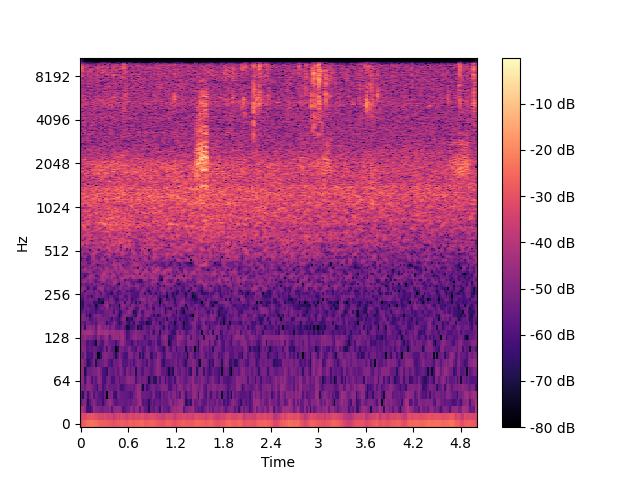 8192
4096
2048
1024
512
256
128
64
0
Hz
0 0.6 1.2 1.8 2.4 3 3.6 4.2 4.8
Time
-10 dB
-20 dB
-30 dB
-40 dB
-50 dB
-60 dB
-70 dB
-80 dB